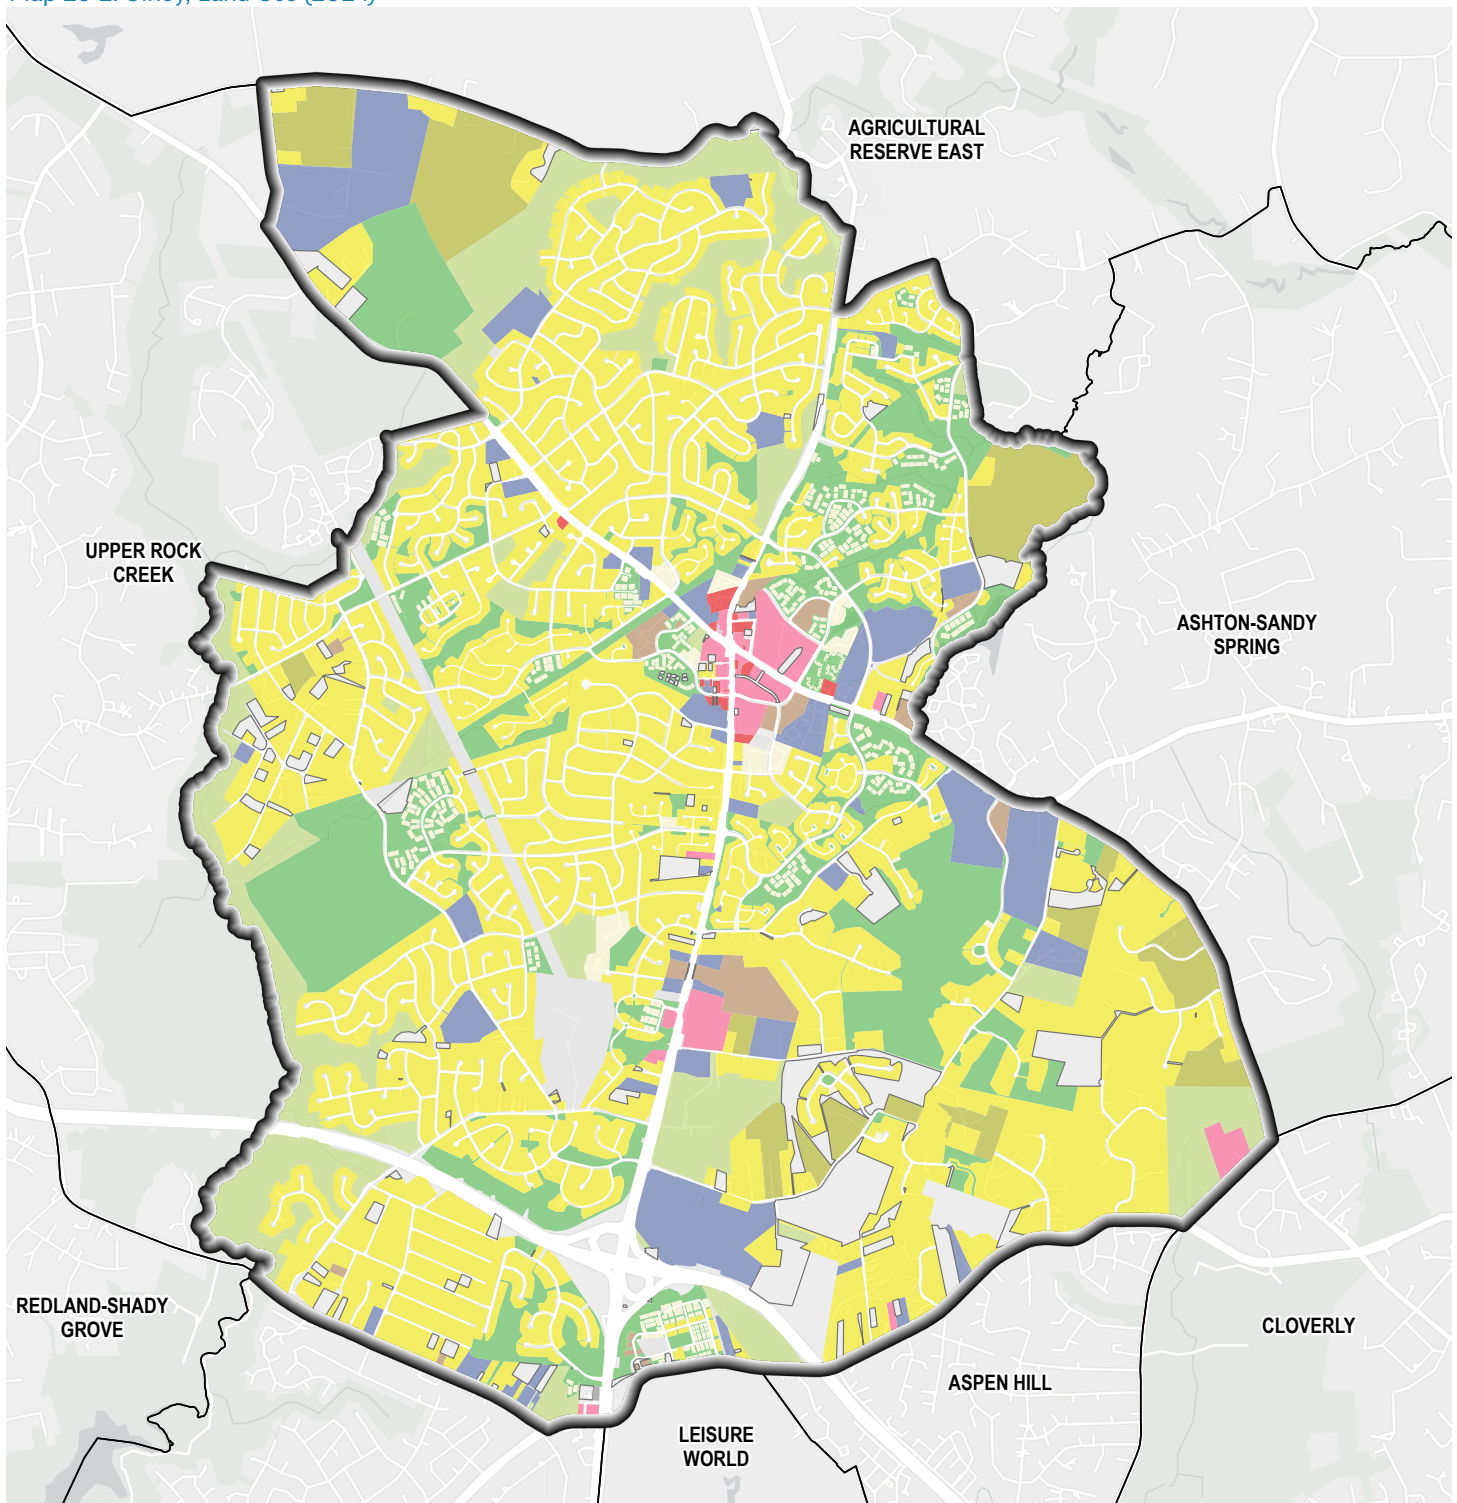 AGRICULTURAL
RESERVE EAST
UPPER ROCK
CREEK
ASHTON-SANDY
SPRING
REDLAND-SHADY
GROVE
CLOVERLY
ASPEN HILL
LEISURE
WORLD